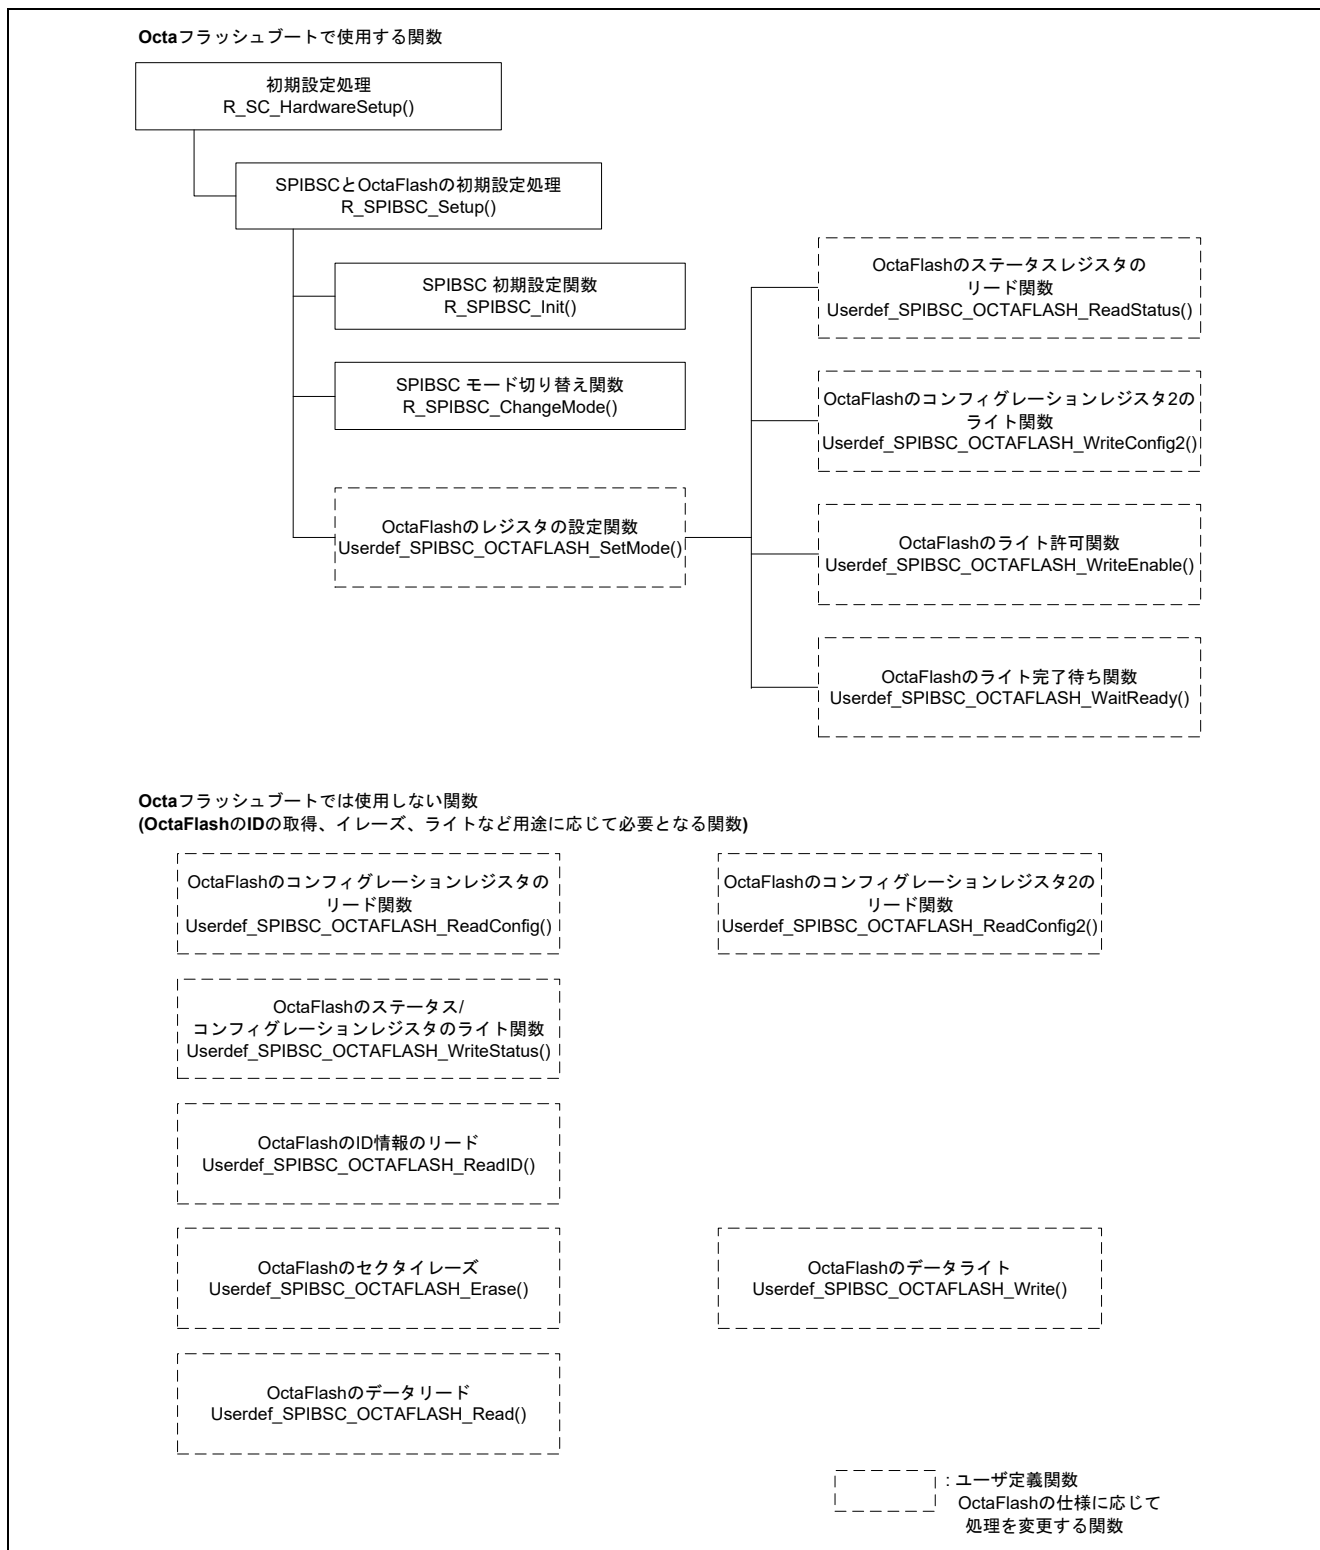 Octaフラッシュブートで使用する関数
初期設定処理
R_SC_HardwareSetup()
SPIBSCとOctaFlashの初期設定処理
R_SPIBSC_Setup()
SPIBSC 初期設定関数
R_SPIBSC_Init()
SPIBSC モード切り替え関数
R_SPIBSC_ChangeMode()
OctaFlashのレジスタの設定関数
Userdef_SPIBSC_OCTAFLASH_SetMode()
OctaFlashのステータスレジスタの
リード関数
Userdef_SPIBSC_OCTAFLASH_ReadStatus()
OctaFlashのコンフィグレーションレジスタ2の
ライト関数
Userdef_SPIBSC_OCTAFLASH_WriteConfig2()
OctaFlashのライト許可関数
Userdef_SPIBSC_OCTAFLASH_WriteEnable()
OctaFlashのライト完了待ち関数
Userdef_SPIBSC_OCTAFLASH_WaitReady()
Octaフラッシュブートでは使用しない関数
(OctaFlashのIDの取得、イレーズ、ライトなど用途に応じて必要となる関数)
OctaFlashのコンフィグレーションレジスタの
リード関数
Userdef_SPIBSC_OCTAFLASH_ReadConfig()
OctaFlashのコンフィグレーションレジスタ2の
リード関数
Userdef_SPIBSC_OCTAFLASH_ReadConfig2()
OctaFlashのステータス/
コンフィグレーションレジスタのライト関数
Userdef_SPIBSC_OCTAFLASH_WriteStatus()
OctaFlashのID情報のリード
Userdef_SPIBSC_OCTAFLASH_ReadID()
OctaFlashのセクタイレーズ
Userdef_SPIBSC_OCTAFLASH_Erase()
OctaFlashのデータライト
Userdef_SPIBSC_OCTAFLASH_Write()
OctaFlashのデータリード
Userdef_SPIBSC_OCTAFLASH_Read()
: ユーザ定義関数
OctaFlashの仕様に応じて
処理を変更する関数